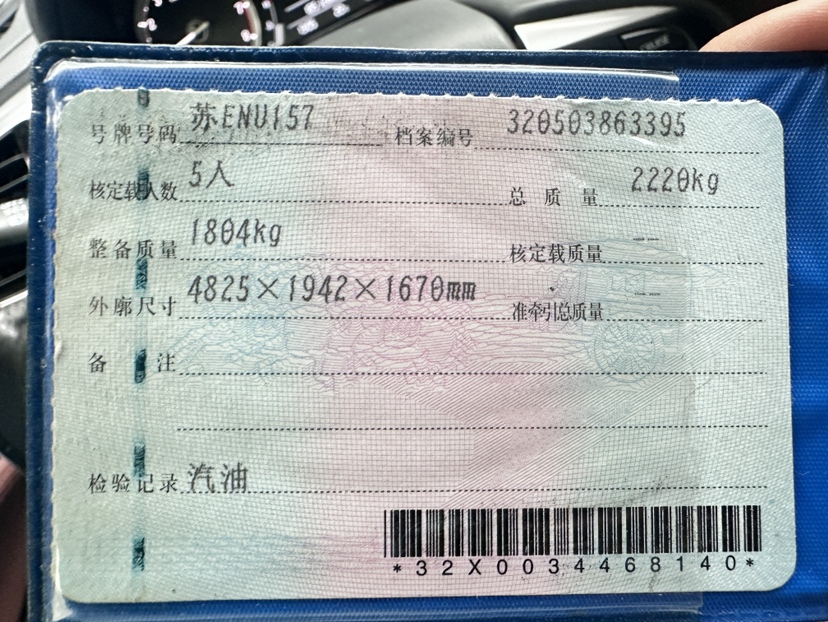 号牌号码 苏ENU157 档案编号 320503863395
核定载人数 5人 总质量 2220kg
整备质量 1804kg 核定载质量 --
外廓尺寸 4825×1942×1670mm 准牵引总质量 --
备注
检验记录 汽油
*32X0034468140*